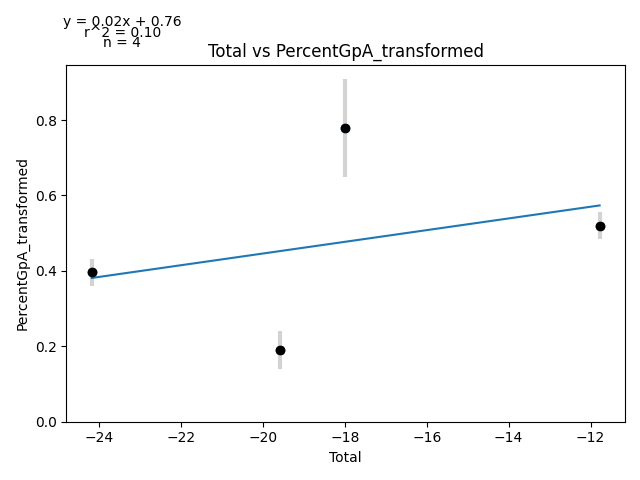 y = 0.02x + 0.76
r^2 = 0.10
n = 4
Total vs PercentGpA_transformed
PercentGpA_transformed
0.8
0.6
0.4
0.2
0.0
−24 −22 −20 −18 −16 −14 −12
Total